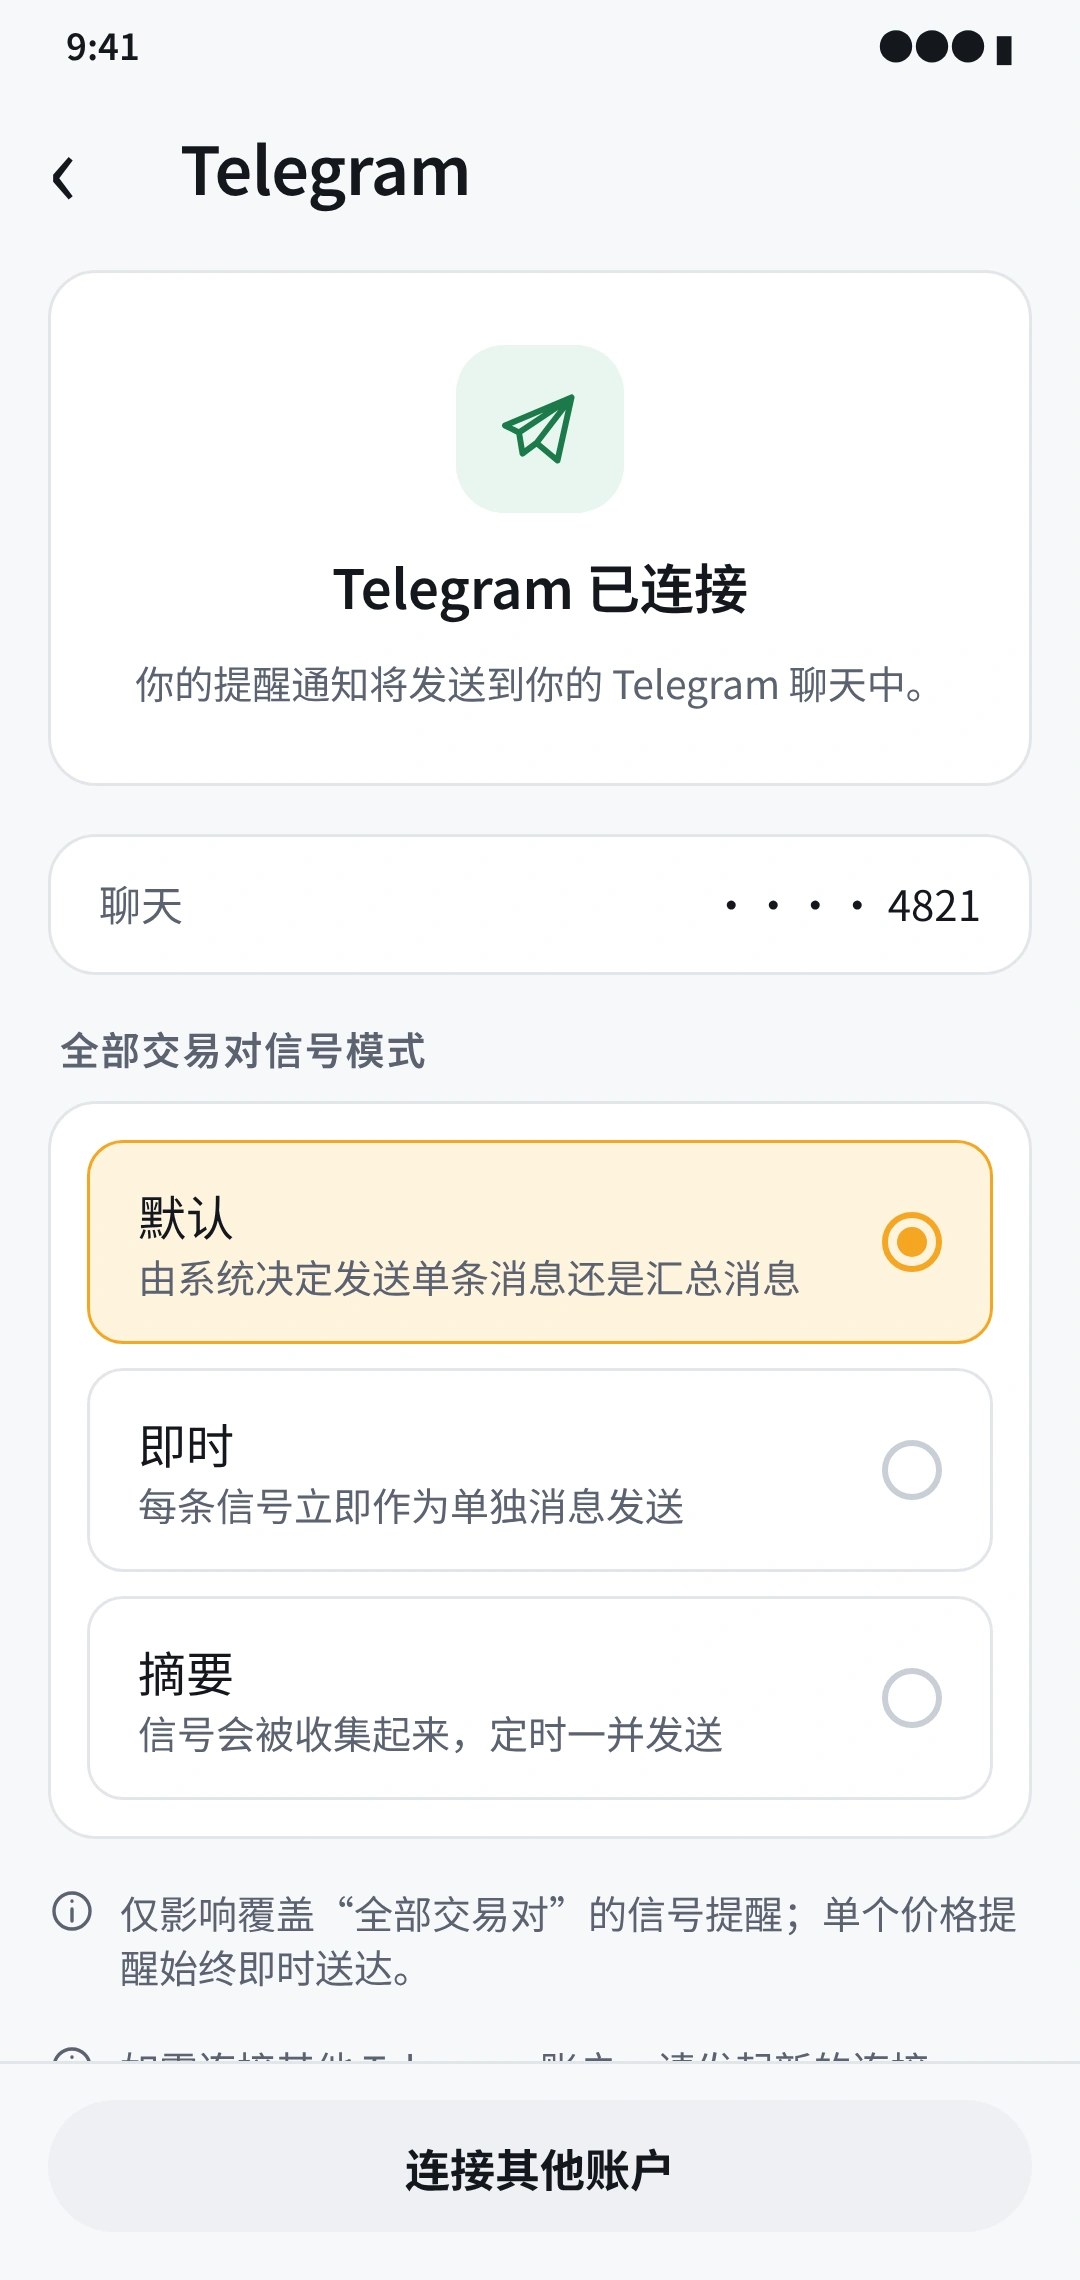 9:41
Telegram
Telegram 已连接
你的提醒通知将发送到你的 Telegram 聊天中。
聊天
• • • • 4821
全部交易对信号模式
默认
由系统决定发送单条消息还是汇总消息
即时
每条信号立即作为单独消息发送
摘要
信号会被收集起来，定时一并发送
仅影响覆盖“全部交易对”的信号提醒；单个价格提
醒始终即时送达。
连接其他账户